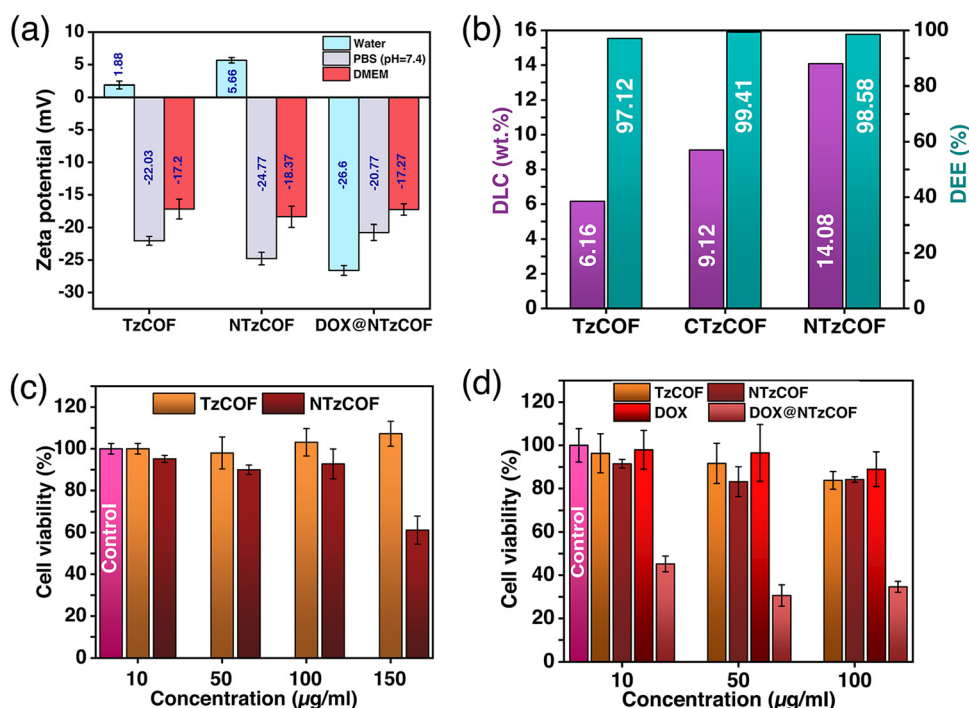 (a)
Zeta potential (mV)
10
5
0
-5
-10
-15
-20
-25
-30
Water
PBS (pH=7.4)
DMEM
1.88
-22.03
-17.2
5.66
-24.77
-18.37
-26.6
-20.77
-17.27
TzCOF NTzCOF DOX@NTzCOF
(b)
DLC (wt.%)
16
14
12
10
8
6
4
2
0
6.16
97.12
9.12
99.41
14.08
98.58
100
80
60
40
20
0
DEE (%)
TzCOF CTzCOF NTzCOF
(c)
Cell viability (%)
120
100
80
60
40
20
0
TzCOF NTzCOF
Control
10 50 100 150
Concentration (µg/ml)
(d)
Cell viability (%)
120
100
80
60
40
20
0
TzCOF NTzCOF
DOX DOX@NTzCOF
Control
10 50 100
Concentration (µg/ml)